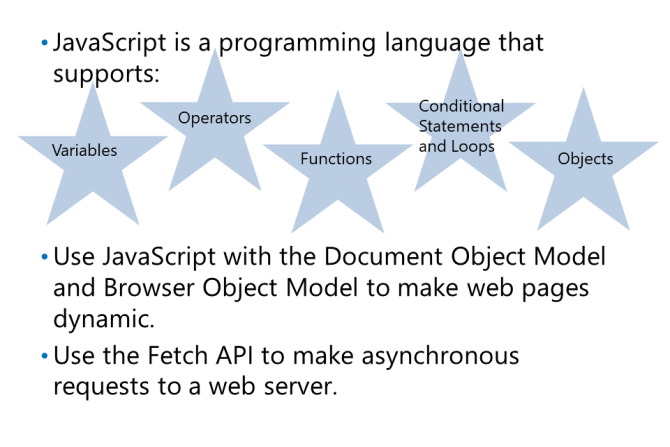 • JavaScript is a programming language that
supports:
Variables
Operators
Functions
Conditional
Statements
and Loops
Objects
• Use JavaScript with the Document Object Model
and Browser Object Model to make web pages
dynamic.
• Use the Fetch API to make asynchronous
requests to a web server.